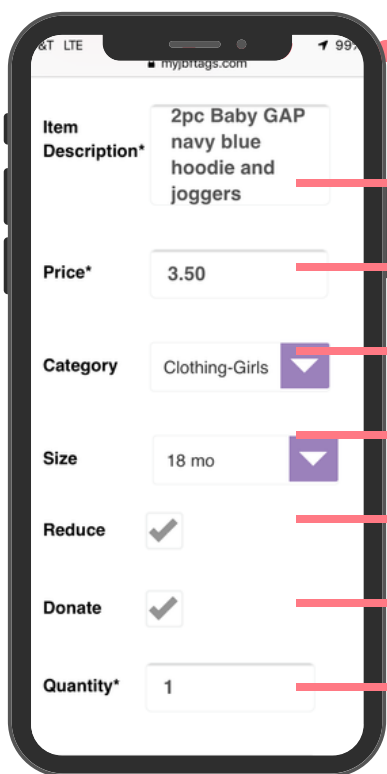 &T LTE
99%
myjbftags.com
Item
Description*
2pc Baby GAP
navy blue
hoodie and
joggers
Price*
3.50
Category
Clothing-Girls
Size
18 mo
Reduce
Donate
Quantity*
1